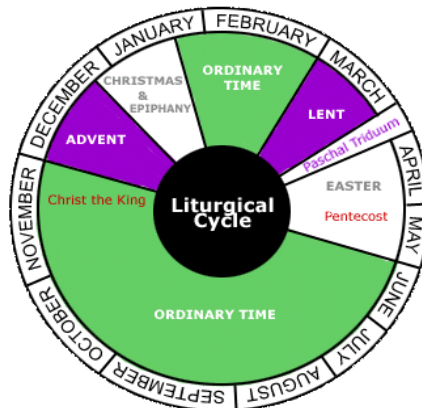 JANUARY
FEBRUARY
MARCH
APRIL
MAY
JUNE
JULY
AUGUST
SEPTEMBER
OCTOBER
NOVEMBER
DECEMBER
CHRISTMAS
&
EPIPHANY
ORDINARY
TIME
LENT
Paschal Triduum
EASTER
Pentecost
ADVENT
Christ the King
Liturgical
Cycle
ORDINARY TIME